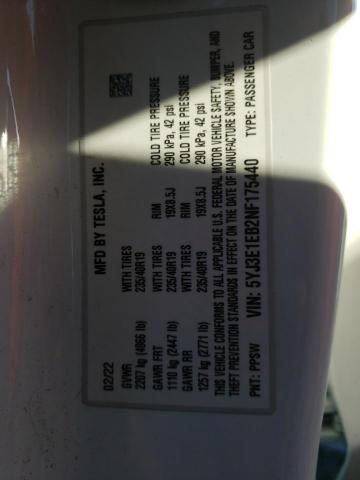 MFD BY TESLA, INC.
02/22
GVWR WITH TIRES RIM COLD TIRE PRESSURE
2207 kg (4866 lb) 235/40R19 19X8.5J 290 kPa, 42 psi
GAWR FRT WITH TIRES RIM COLD TIRE PRESSURE
1110 kg (2447 lb) 235/40R19 19X8.5J 290 kPa, 42 psi
GAWR RR
1257 kg (2771 lb) 235/40R19
THIS VEHICLE CONFORMS TO ALL APPLICABLE U.S. FEDERAL MOTOR VEHICLE SAFETY, BUMPER, AND
THEFT PREVENTION STANDARDS IN EFFECT ON THE DATE OF MANUFACTURE SHOWN ABOVE.
VIN: 5YJ3E1EB2NF175440
PNT: PPSW TYPE: PASSENGER CAR